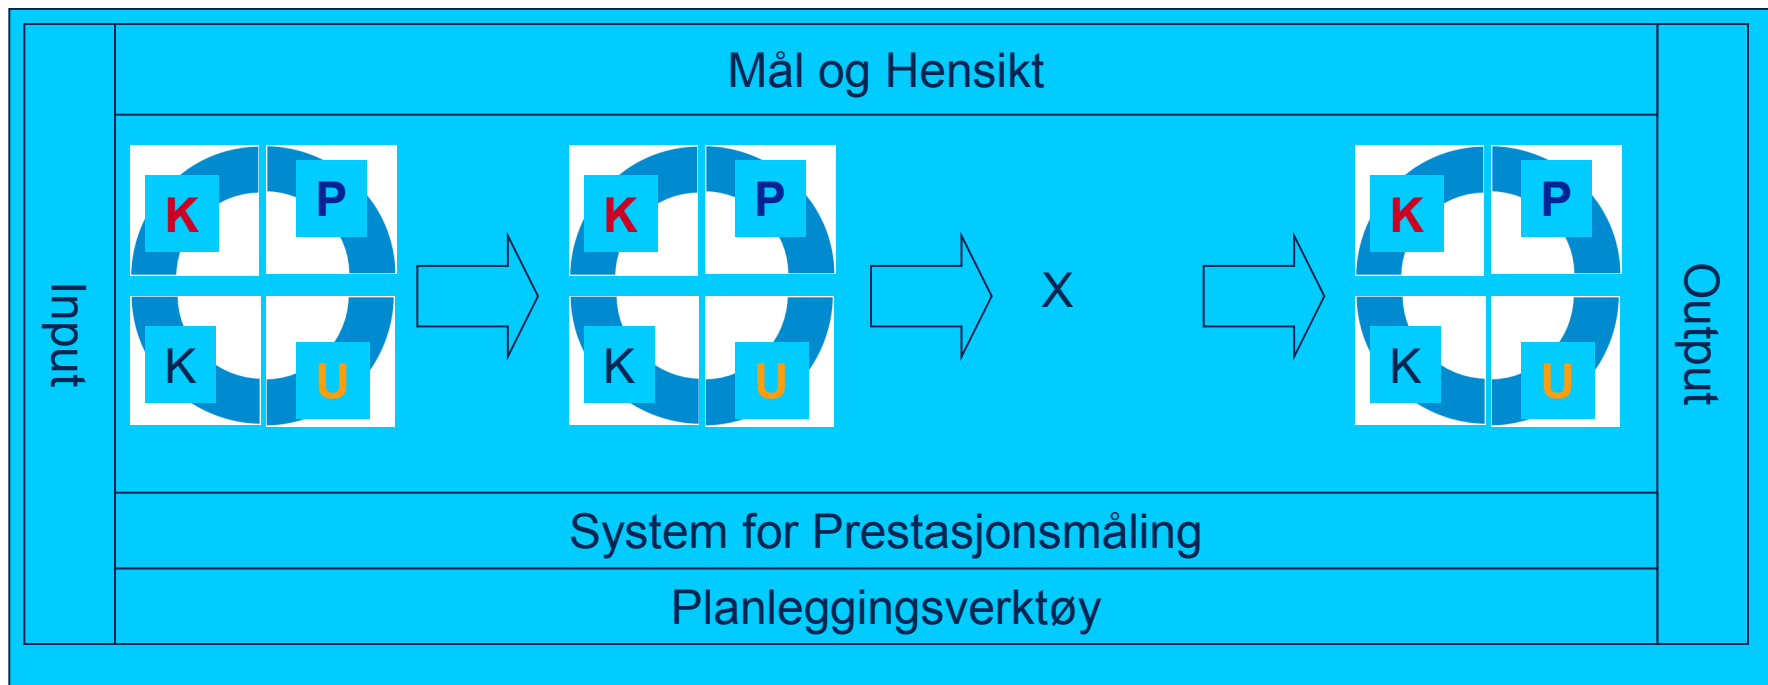 Mål og Hensikt
Input
K P
K U
K P
K U
X
K P
K U
Output
System for Prestasjonsmåling
Planleggingsverktøy